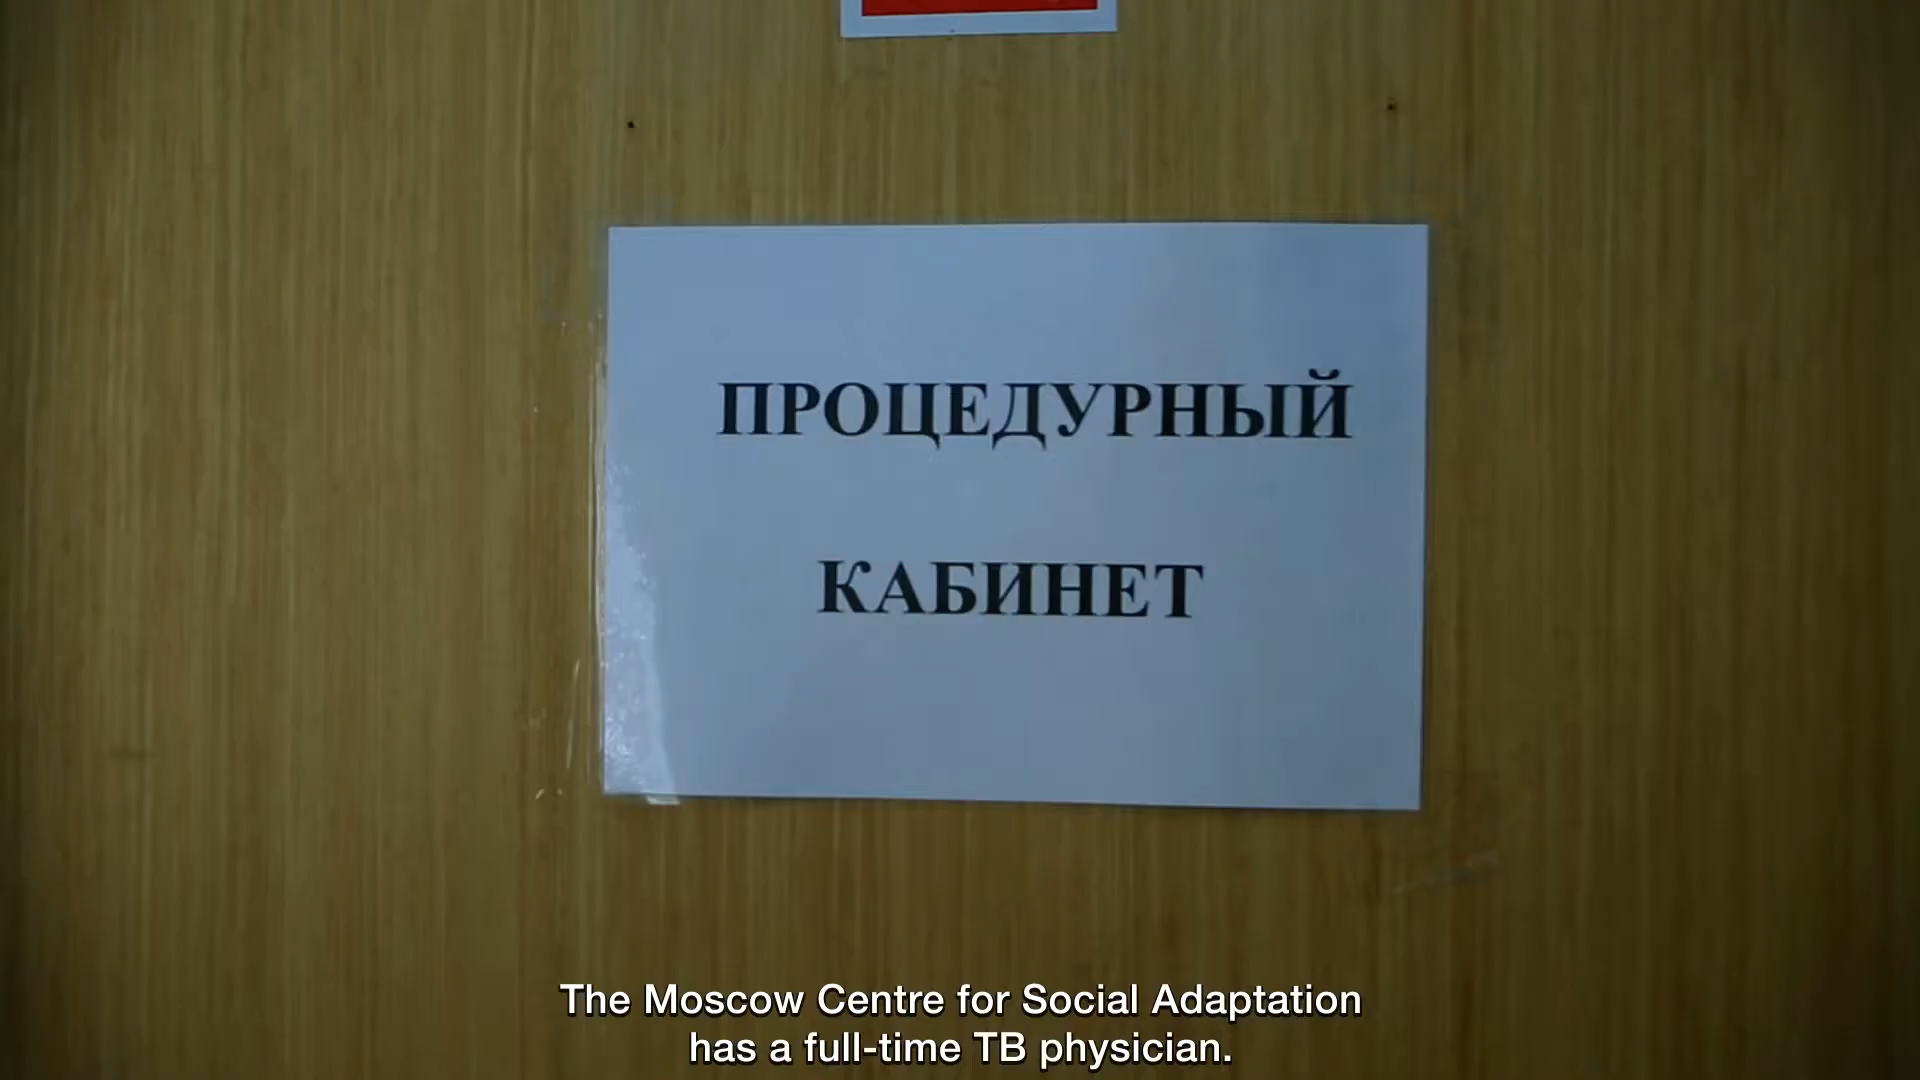 ПРОЦЕДУРНЫЙ
КАБИНЕТ
The Moscow Centre for Social Adaptation
has a full-time TB physician.